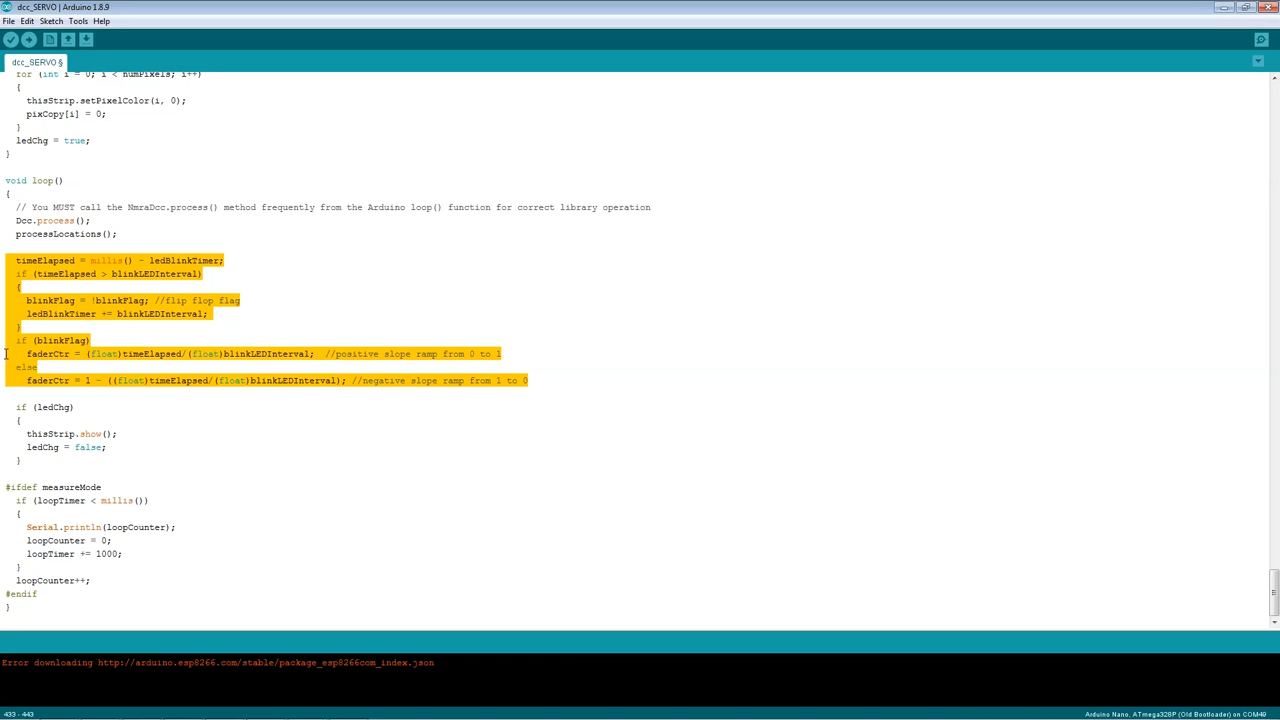 dcc_SERVO | Arduino 1.8.9
File Edit Sketch Tools Help
dcc_SERVO §
for (int i = 0; i < numPixels; i++)
{
thisStrip.setPixelColor(i, 0);
pixCopy[i] = 0;
}
ledChg = true;
}
void loop()
{
// You MUST call the NmraDcc.process() method frequently from the Arduino loop() function for correct library operation
Dcc.process();
processLocations();
timeElapsed = millis() - ledBlinkTimer;
if (timeElapsed > blinkLEDInterval)
{
blinkFlag = !blinkFlag; //flip flop flag
ledBlinkTimer += blinkLEDInterval;
}
if (blinkFlag)
faderCtr = (float)timeElapsed/(float)blinkLEDInterval;  //positive slope ramp from 0 to 1
else
faderCtr = 1 - ((float)timeElapsed/(float)blinkLEDInterval); //negative slope ramp from 1 to 0
if (ledChg)
{
thisStrip.show();
ledChg = false;
}
#ifdef measureMode
if (loopTimer < millis())
{
Serial.println(loopCounter);
loopCounter = 0;
loopTimer += 1000;
}
loopCounter++;
#endif
}
Error downloading http://arduino.esp8266.com/stable/package_esp8266com_index.json
433 - 443
Arduino Nano, ATmega328P (Old Bootloader) on COM49